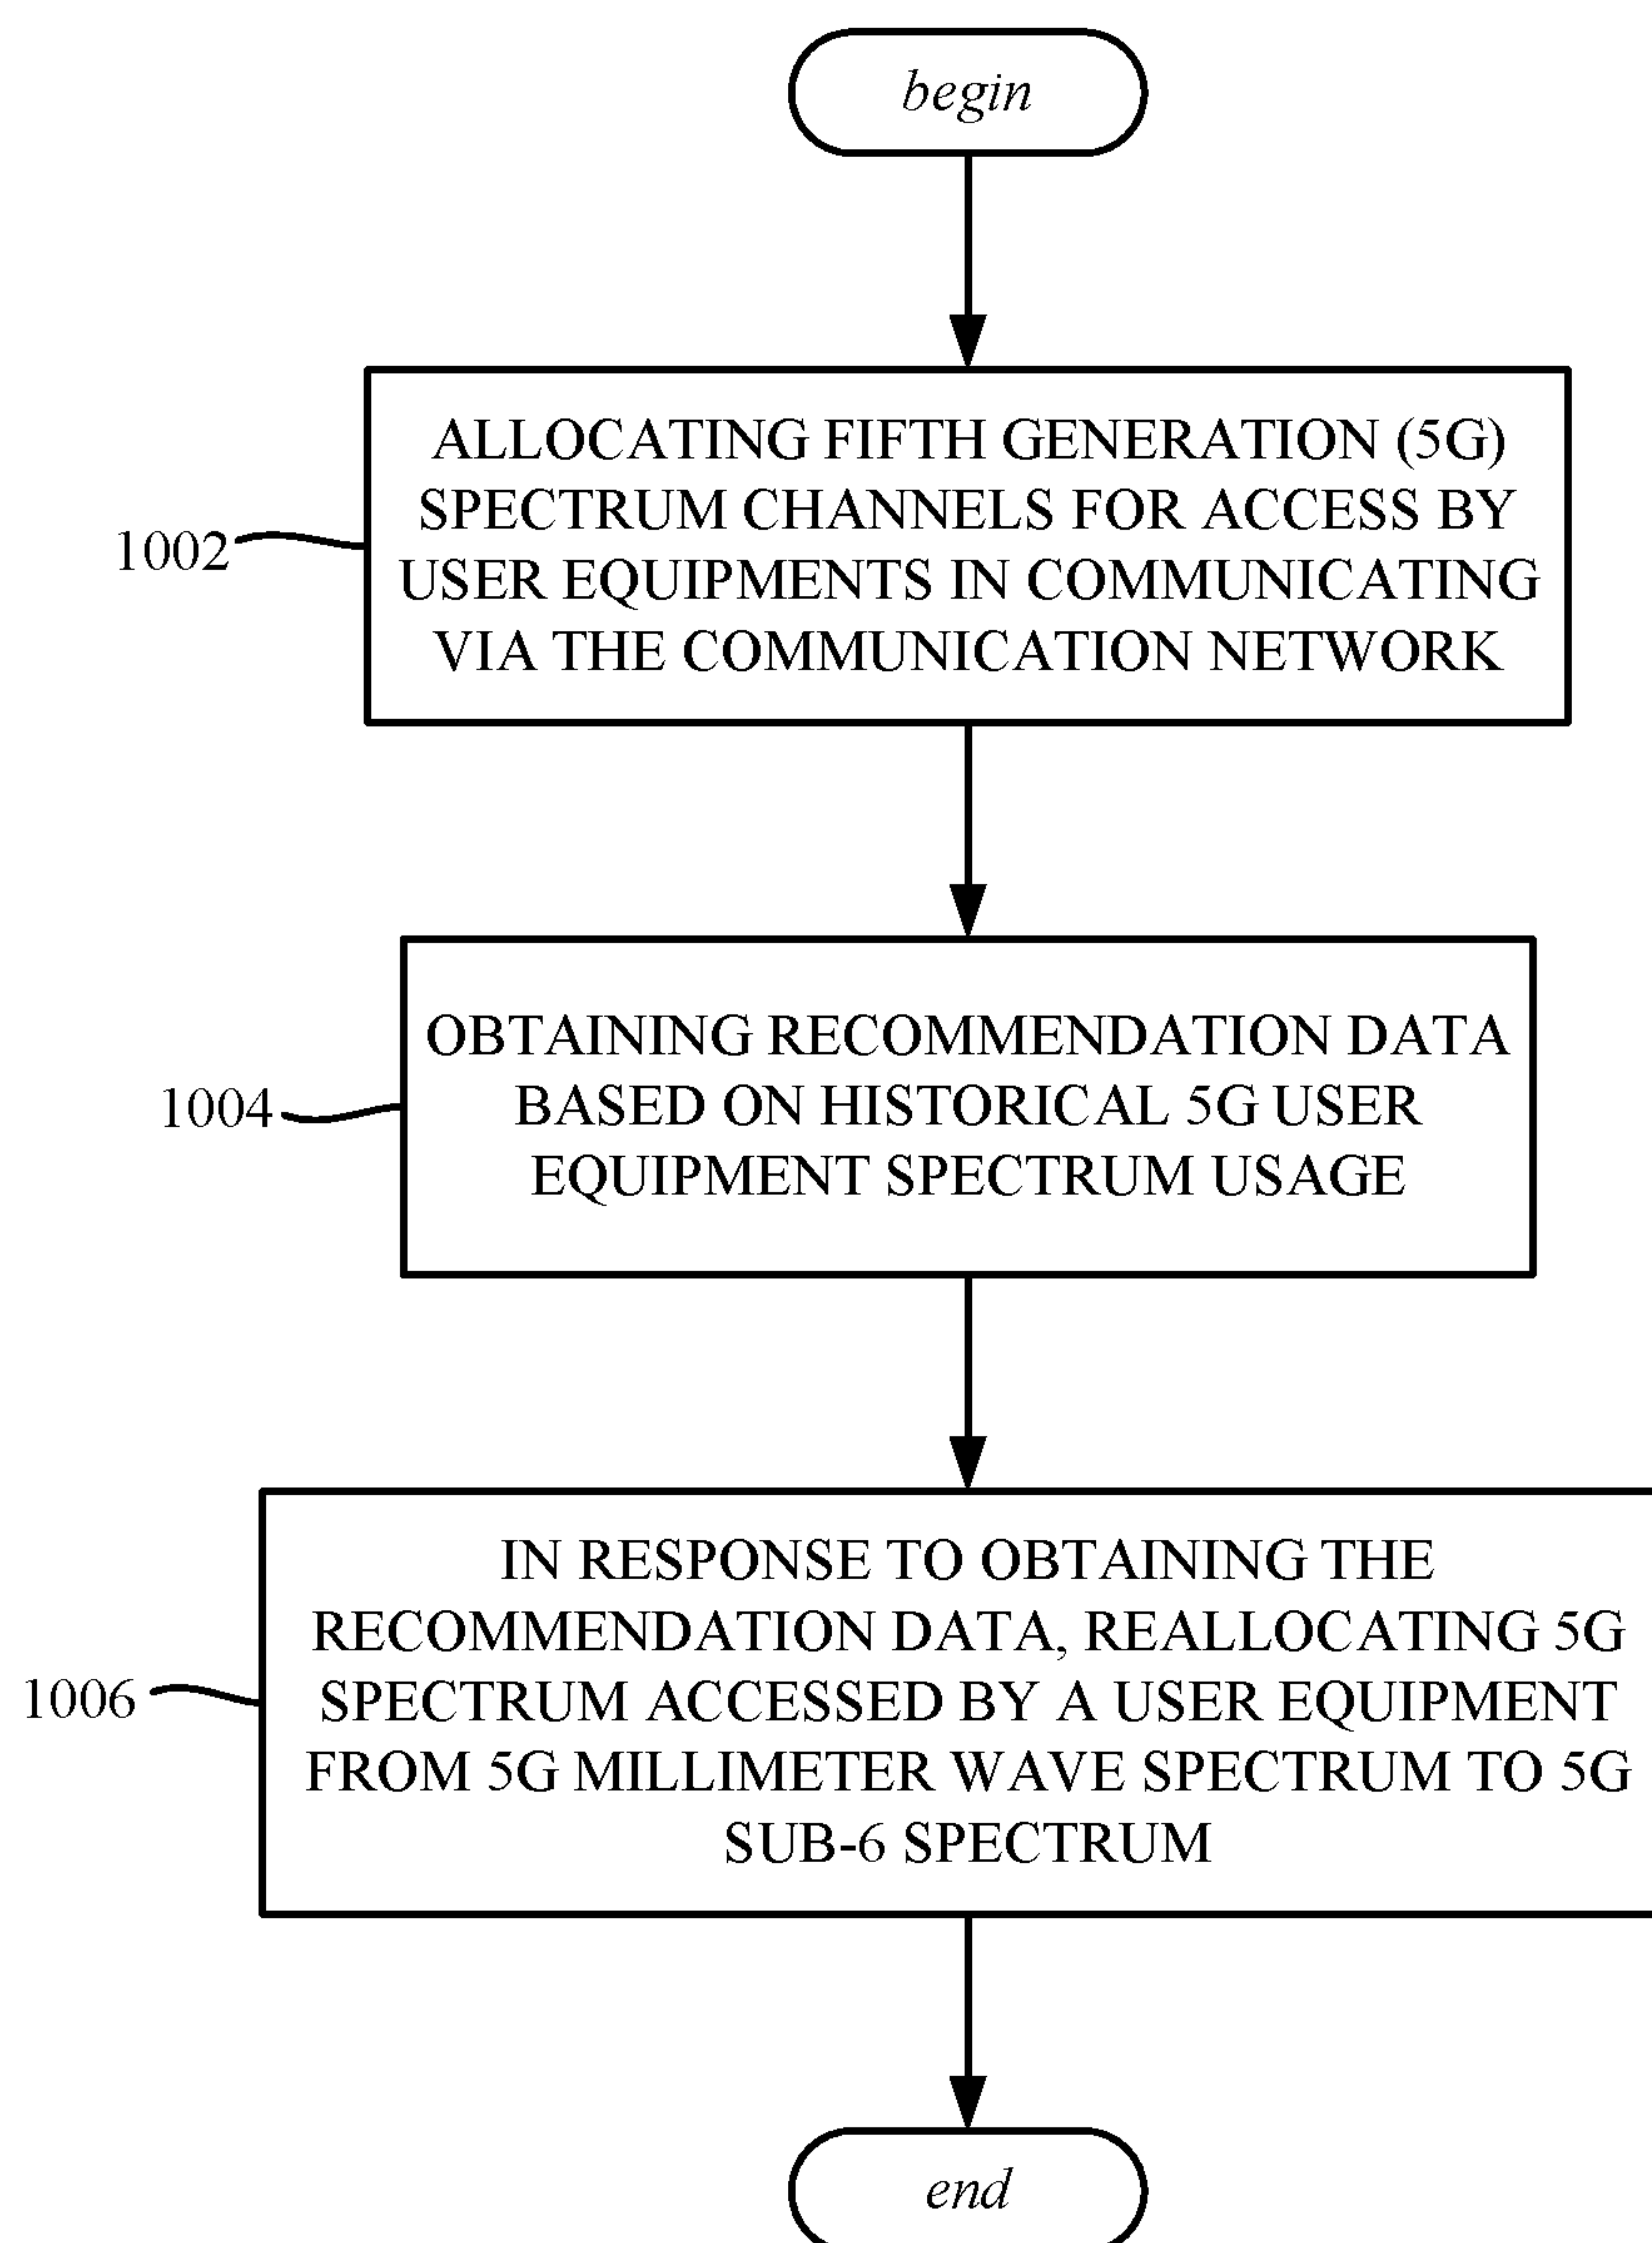 begin
ALLOCATING FIFTH GENERATION (5G)
SPECTRUM CHANNELS FOR ACCESS BY
USER EQUIPMENTS IN COMMUNICATING
VIA THE COMMUNICATION NETWORK
1002
OBTAINING RECOMMENDATION DATA
BASED ON HISTORICAL 5G USER
EQUIPMENT SPECTRUM USAGE
1004
IN RESPONSE TO OBTAINING THE
RECOMMENDATION DATA, REALLOCATING 5G
SPECTRUM ACCESSED BY A USER EQUIPMENT
FROM 5G MILLIMETER WAVE SPECTRUM TO 5G
SUB-6 SPECTRUM
1006
end